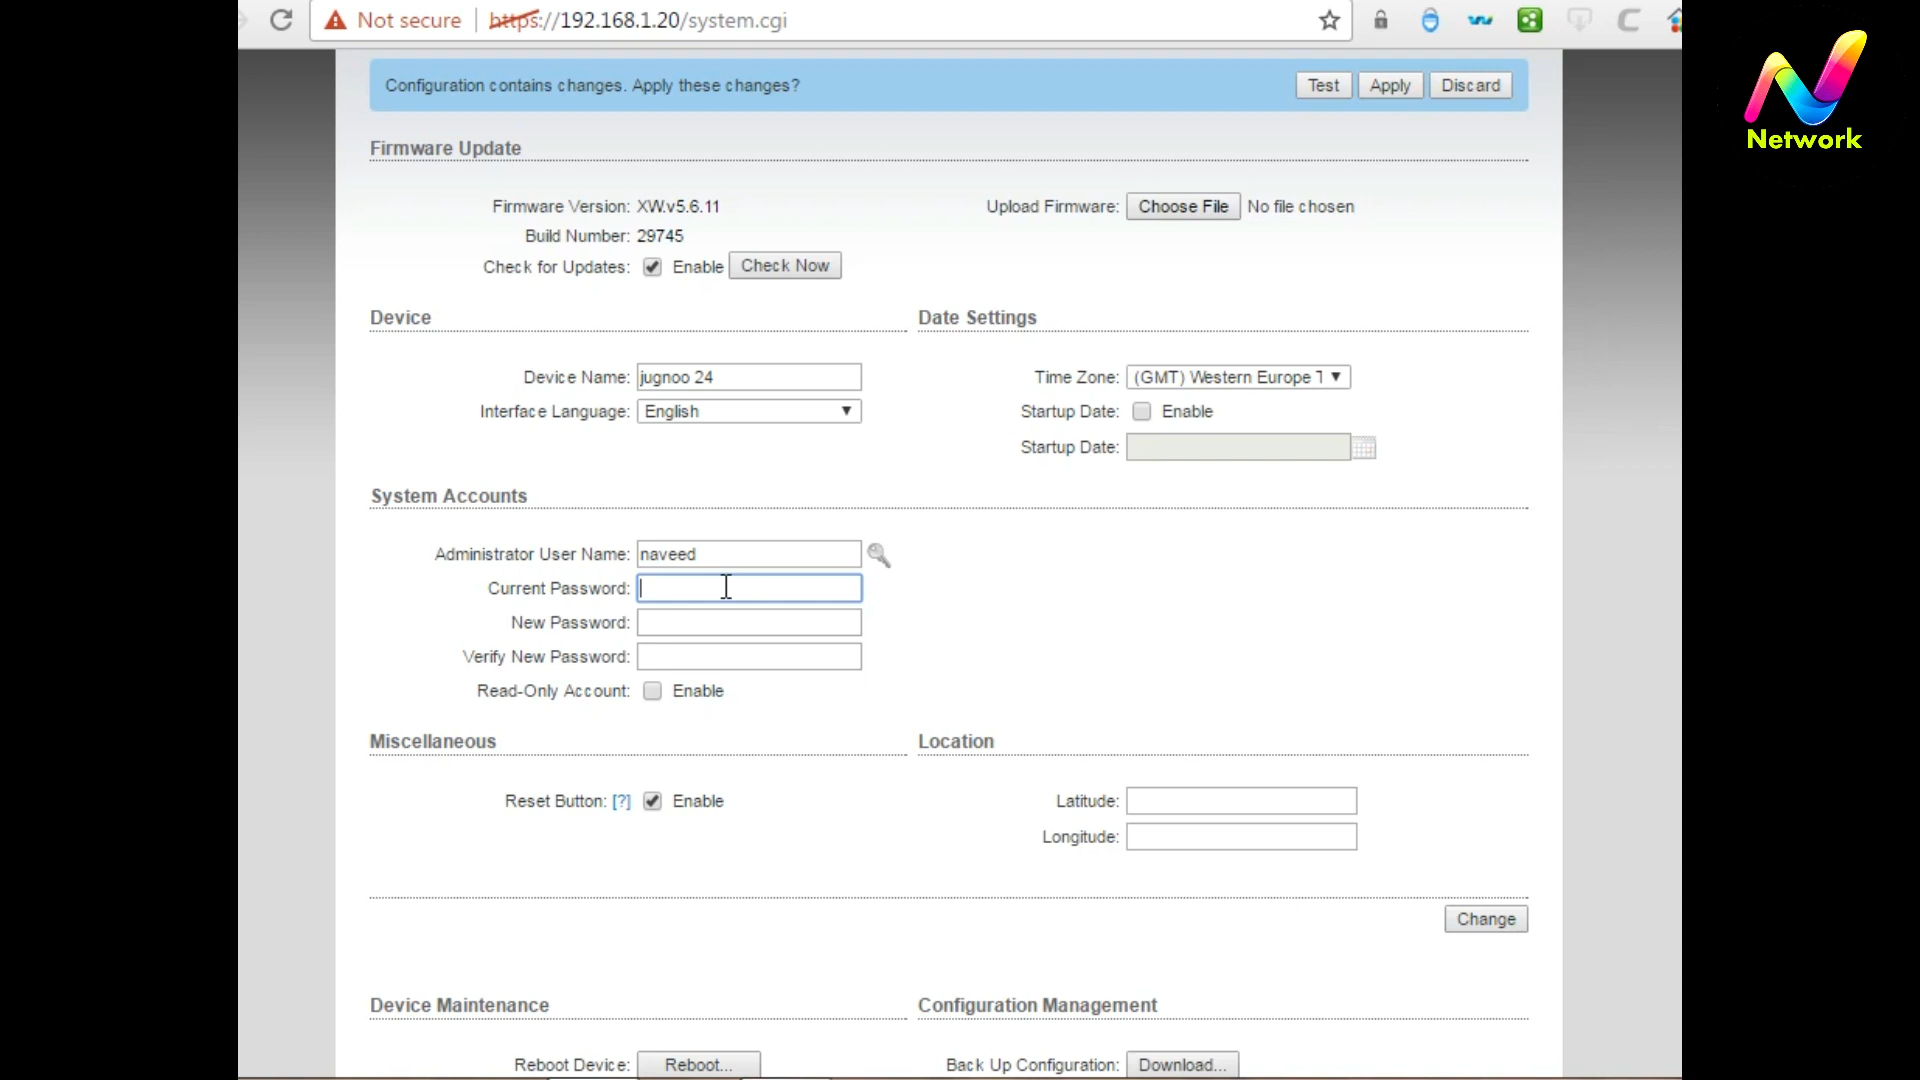 Not secure | https://192.168.1.20/system.cgi
Network
Configuration contains changes. Apply these changes? Test Apply Discard
Firmware Update
Firmware Version: XW.v5.6.11 Upload Firmware: Choose File No file chosen
Build Number: 29745
Check for Updates: Enable Check Now
Device Date Settings
Device Name: jugnoo 24 Time Zone: (GMT) Western Europe T
Interface Language: English Startup Date: Enable
Startup Date:
System Accounts
Administrator User Name: naveed
Current Password:
New Password:
Verify New Password:
Read-Only Account: Enable
Miscellaneous Location
Reset Button: [?] Enable Latitude:
Longitude:
Change
Device Maintenance Configuration Management
Reboot Device: Reboot... Back Up Configuration: Download...